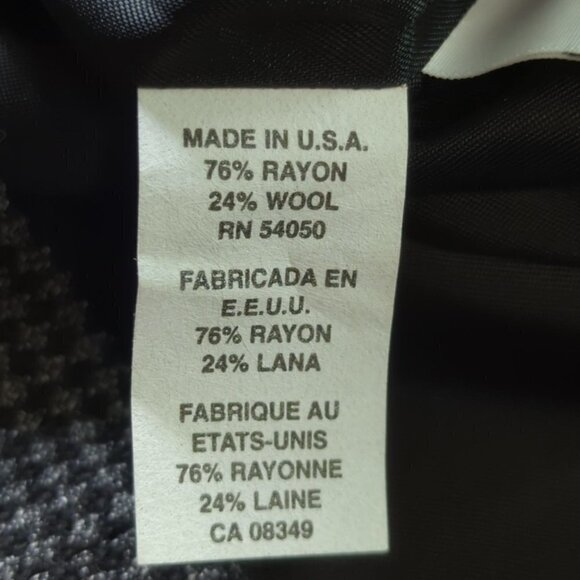 MADE IN U.S.A.
76% RAYON
24% WOOL
RN 54050
FABRICADA EN
E.E.U.U.
76% RAYON
24% LANA
FABRIQUE AU
ETATS-UNIS
76% RAYONNE
24% LAINE
CA 08349